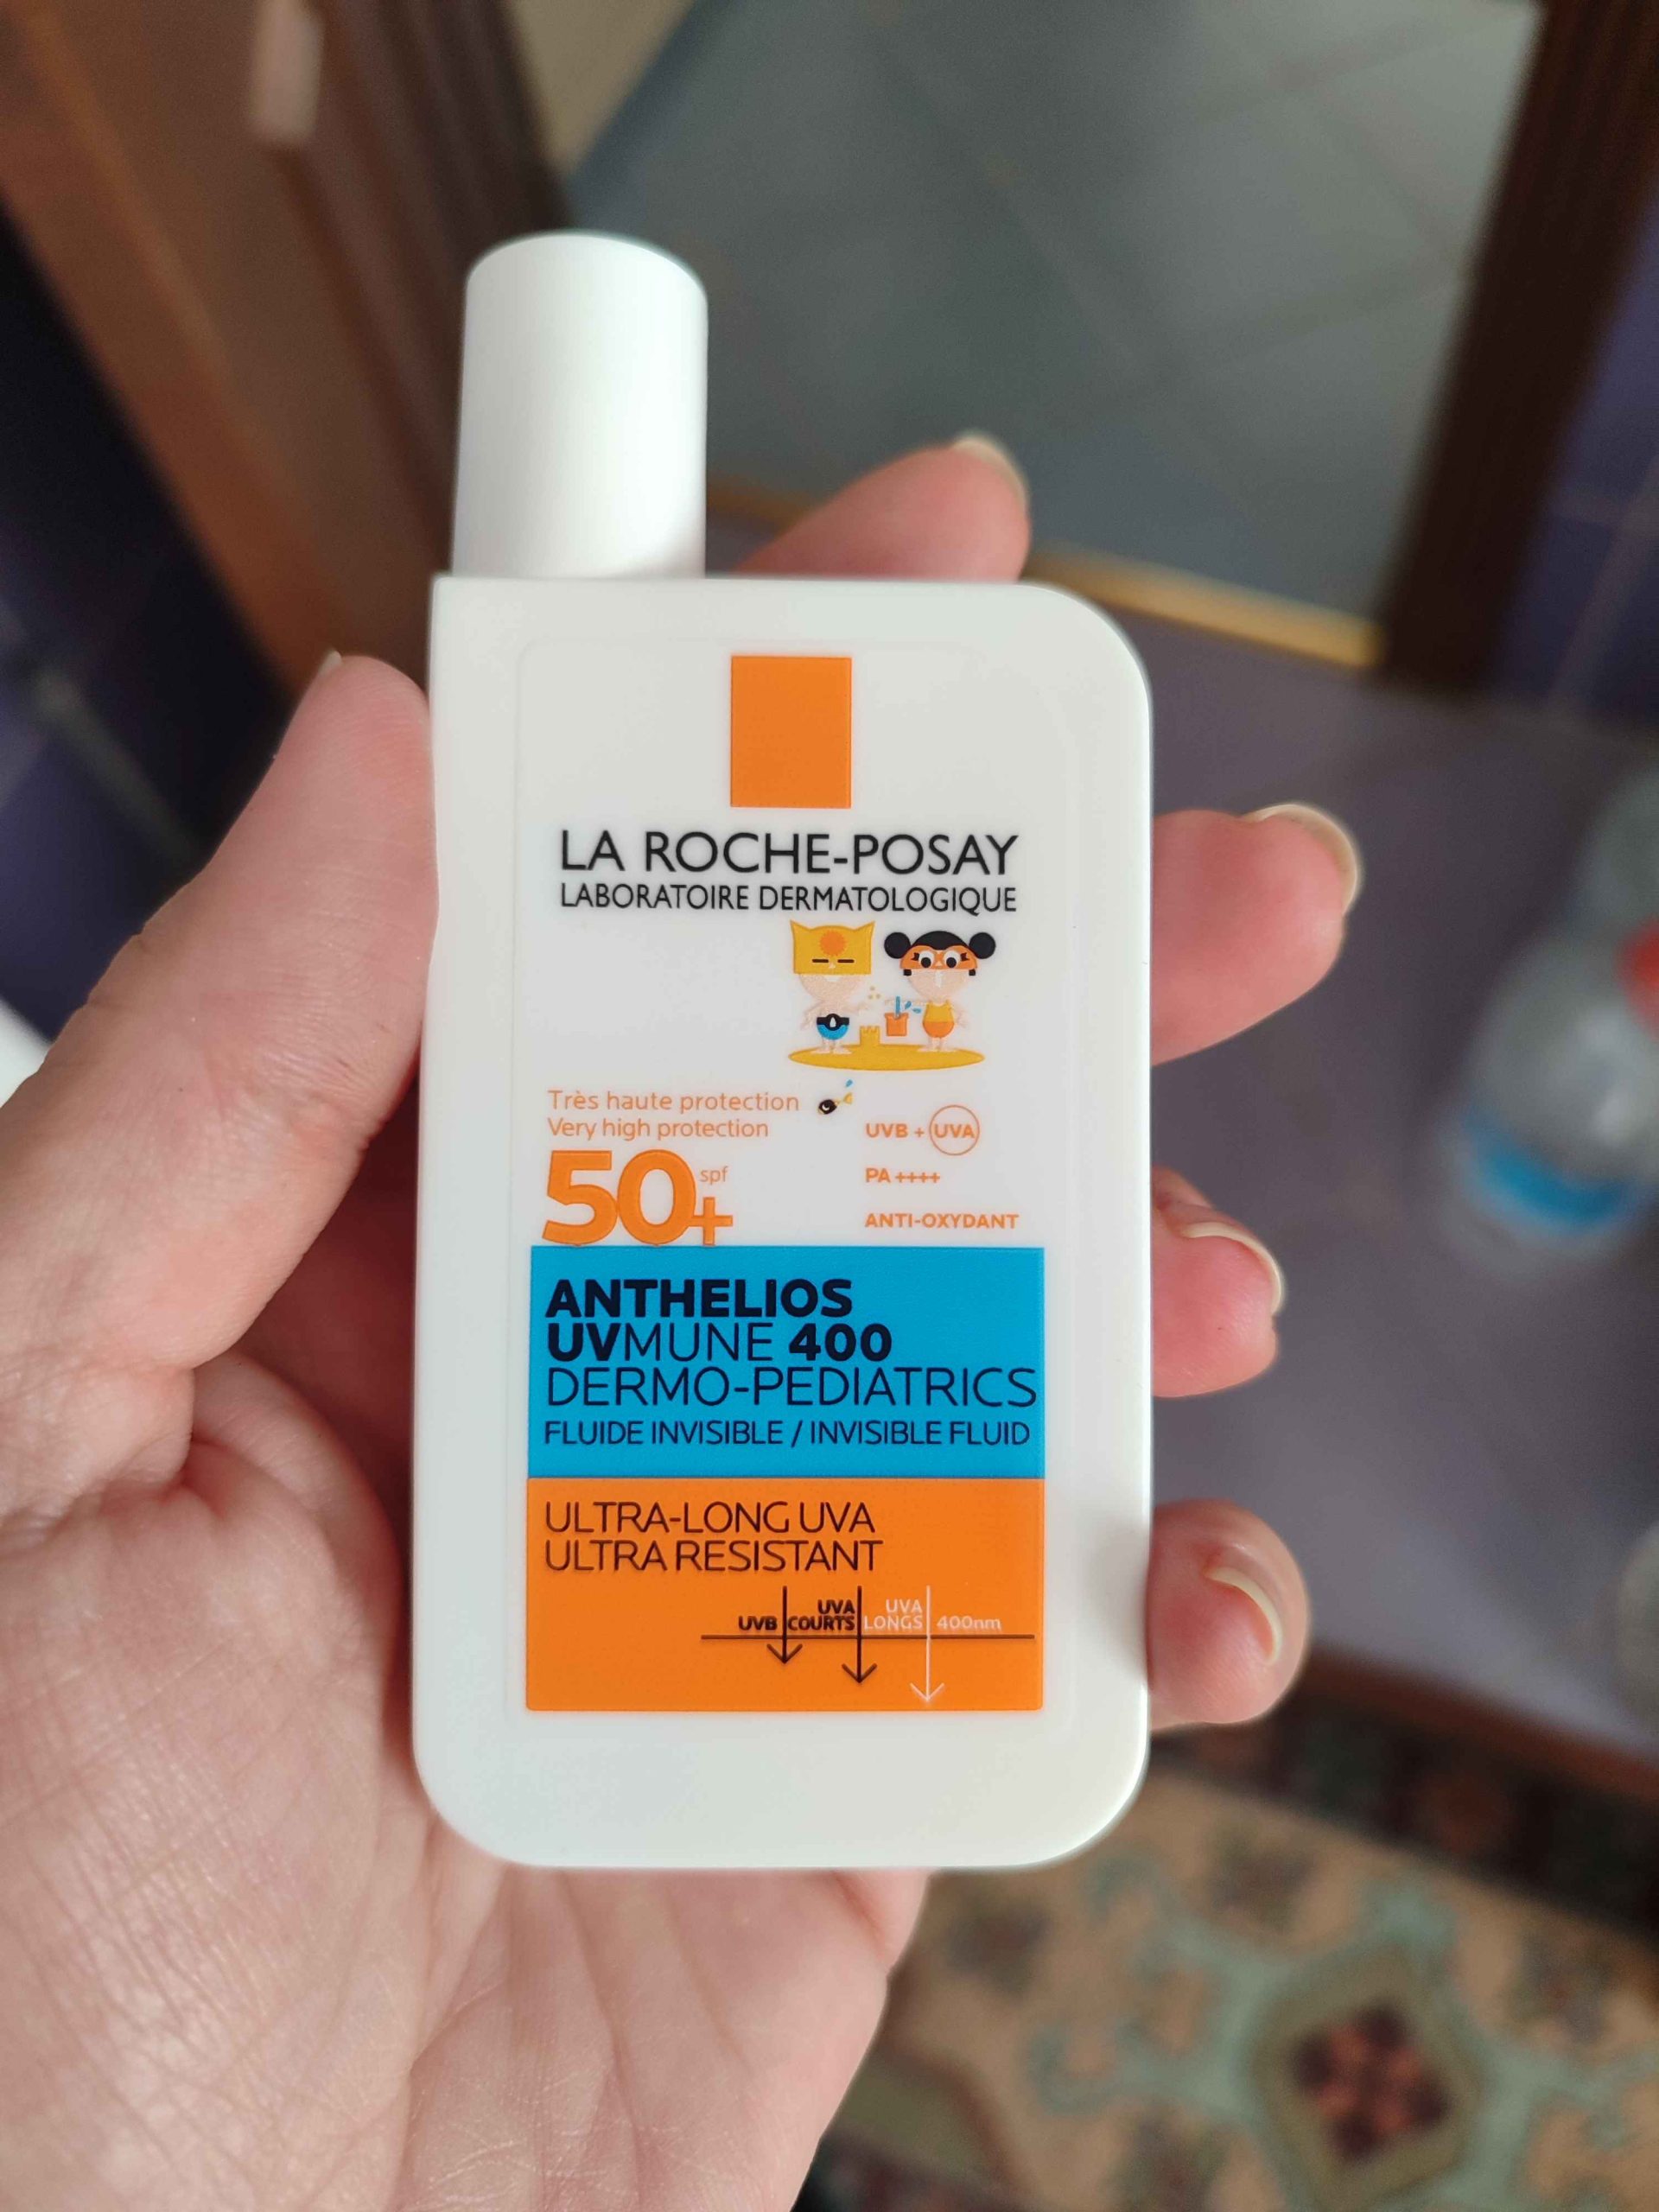 LA ROCHE-POSAY
LABORATOIRE DERMATOLOGIQUE
Très haute protection
Very high protection
50+ spf
UVB + UVA
PA ++++
ANTI-OXYDANT
ANTHELIOS
UVMUNE 400
DERMO-PEDIATRICS
FLUIDE INVISIBLE / INVISIBLE FLUID
ULTRA-LONG UVA
ULTRA RESISTANT
UVB UVA COURTS UVA LONGS 400nm